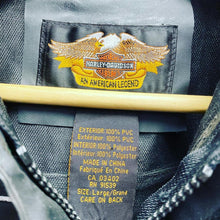 HARLEY-DAVIDSON
AN AMERICAN LEGEND
EXTERIOR: 100% PVC
EXTÉRIEUR: 100% PVC
INTERIOR: 100% Polyester
INTÉRIEUR: 100% Polyester
MADE IN CHINA
Fabriqué En Chine
CA 03402
RN 91539
SIZE: Large/Grand
CARE ON BACK